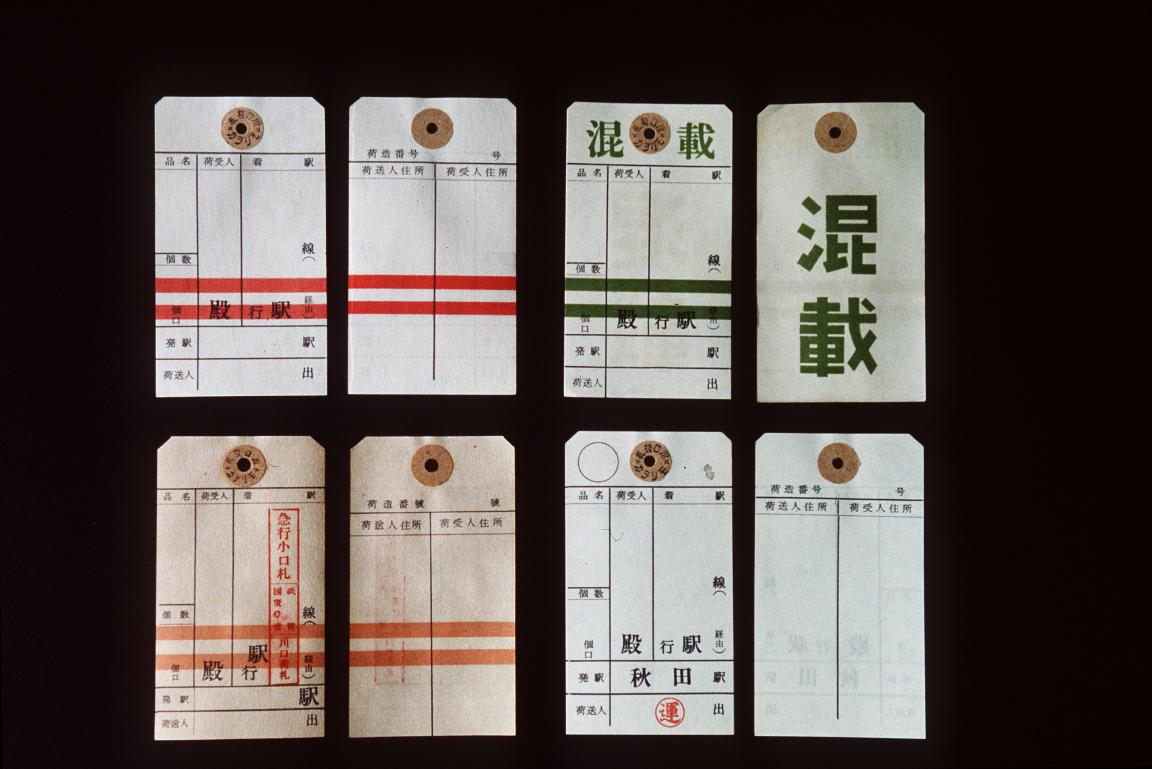 品名 荷受人 着 駅
線
個数
（経由）
個口 殿 行 駅
発駅 駅
荷送人 出
荷造番号 号
荷送人住所 荷受人住所
混 載
品名 荷受人 着 駅
線
個数
（経由）
個口 殿 行 駅
発駅 駅
荷送人 出
混
載
品名 荷受人 着 駅
急行小口札
線
個数
川口荷札
（経由）
個口 殿 駅
行
発駅 駅
荷送人 出
荷造番號 號
荷送人住所 荷受人住所
品名 荷受人 着 駅
線
個数
（経由）
個口 殿 行 駅
発駅 秋田 駅
荷送人 運 出
荷造番号 号
荷送人住所 荷受人住所